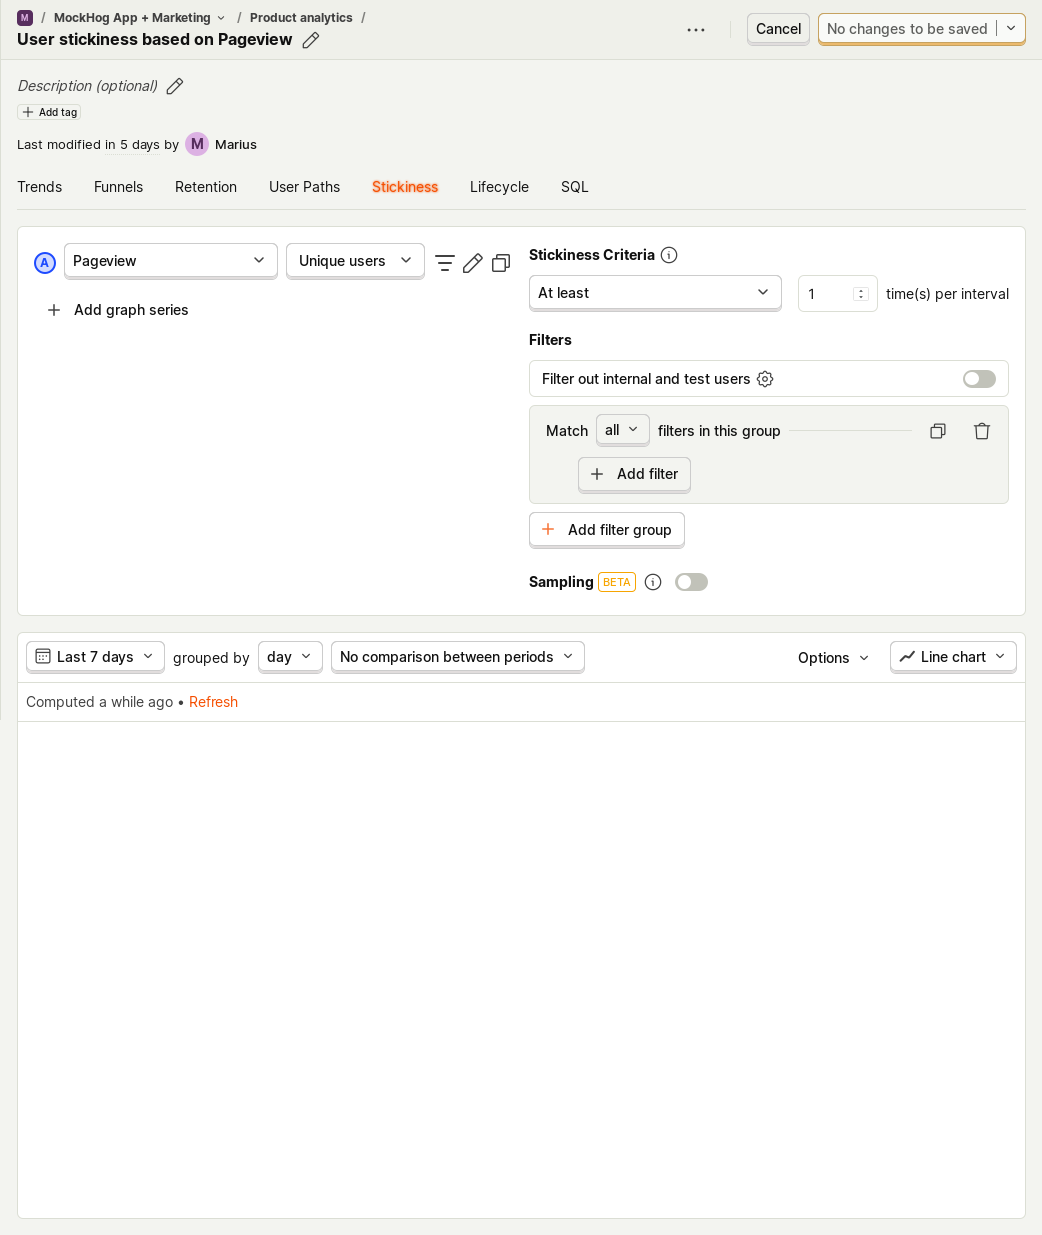 M / MockHog App + Marketing / Product analytics /
User stickiness based on Pageview
Cancel
No changes to be saved
Description (optional)
Add tag
Last modified in 5 days by M Marius
Trends Funnels Retention User Paths Stickiness Lifecycle SQL
A Pageview Unique users
Add graph series
Stickiness Criteria
At least 1 time(s) per interval
Filters
Filter out internal and test users
Match all filters in this group
Add filter
Add filter group
Sampling BETA
Last 7 days grouped by day No comparison between periods Options Line chart
Computed a while ago • Refresh